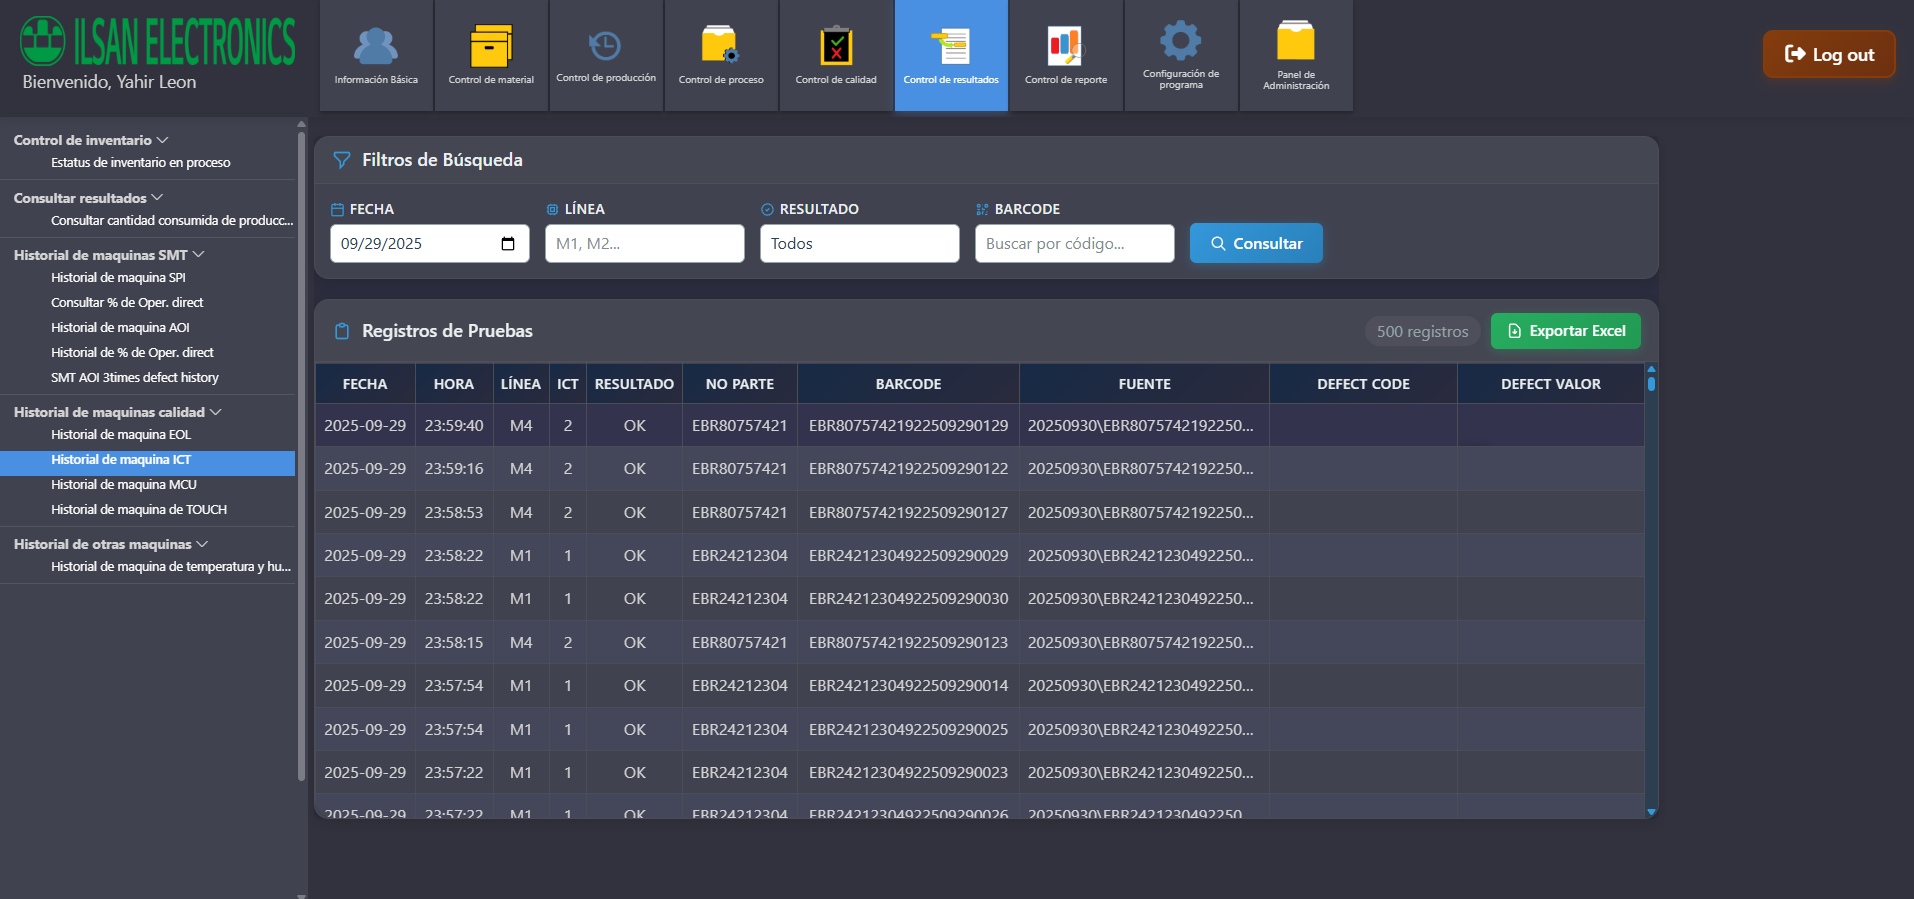 ILSAN ELECTRONICS
Bienvenido, Yahir Leon
Información Básica
Control de material
Control de producción
Control de proceso
Control de calidad
Control de resultados
Control de reporte
Configuración de programa
Panel de Administración
Log out
Control de inventario
Estatus de inventario en proceso
Consultar resultados
Consultar cantidad consumida de producc...
Historial de maquinas SMT
Historial de maquina SPI
Consultar % de Oper. direct
Historial de maquina AOI
Historial de % de Oper. direct
SMT AOI 3times defect history
Historial de maquinas calidad
Historial de maquina EOL
Historial de maquina ICT
Historial de maquina MCU
Historial de maquina de TOUCH
Historial de otras maquinas
Historial de maquina de temperatura y hu...
Filtros de Búsqueda
FECHA LÍNEA RESULTADO BARCODE
09/29/2025 M1, M2... Todos Buscar por código... Consultar
Registros de Pruebas 500 registros Exportar Excel
FECHA HORA LÍNEA ICT RESULTADO NO PARTE BARCODE FUENTE DEFECT CODE DEFECT VALOR
2025-09-29 23:59:40 M4 2 OK EBR80757421 EBR80757421922509290129 20250930\EBR8075742192250...
2025-09-29 23:59:16 M4 2 OK EBR80757421 EBR80757421922509290122 20250930\EBR8075742192250...
2025-09-29 23:58:53 M4 2 OK EBR80757421 EBR80757421922509290127 20250930\EBR8075742192250...
2025-09-29 23:58:22 M1 1 OK EBR24212304 EBR24212304922509290029 20250930\EBR2421230492250...
2025-09-29 23:58:22 M1 1 OK EBR24212304 EBR24212304922509290030 20250930\EBR2421230492250...
2025-09-29 23:58:15 M4 2 OK EBR80757421 EBR80757421922509290123 20250930\EBR8075742192250...
2025-09-29 23:57:54 M1 1 OK EBR24212304 EBR24212304922509290014 20250930\EBR2421230492250...
2025-09-29 23:57:54 M1 1 OK EBR24212304 EBR24212304922509290025 20250930\EBR2421230492250...
2025-09-29 23:57:22 M1 1 OK EBR24212304 EBR24212304922509290023 20250930\EBR2421230492250...
2025-09-29 23:57:22 M1 1 OK EBR24212304 EBR24212304922509290026 20250930\EBR2421230492250...